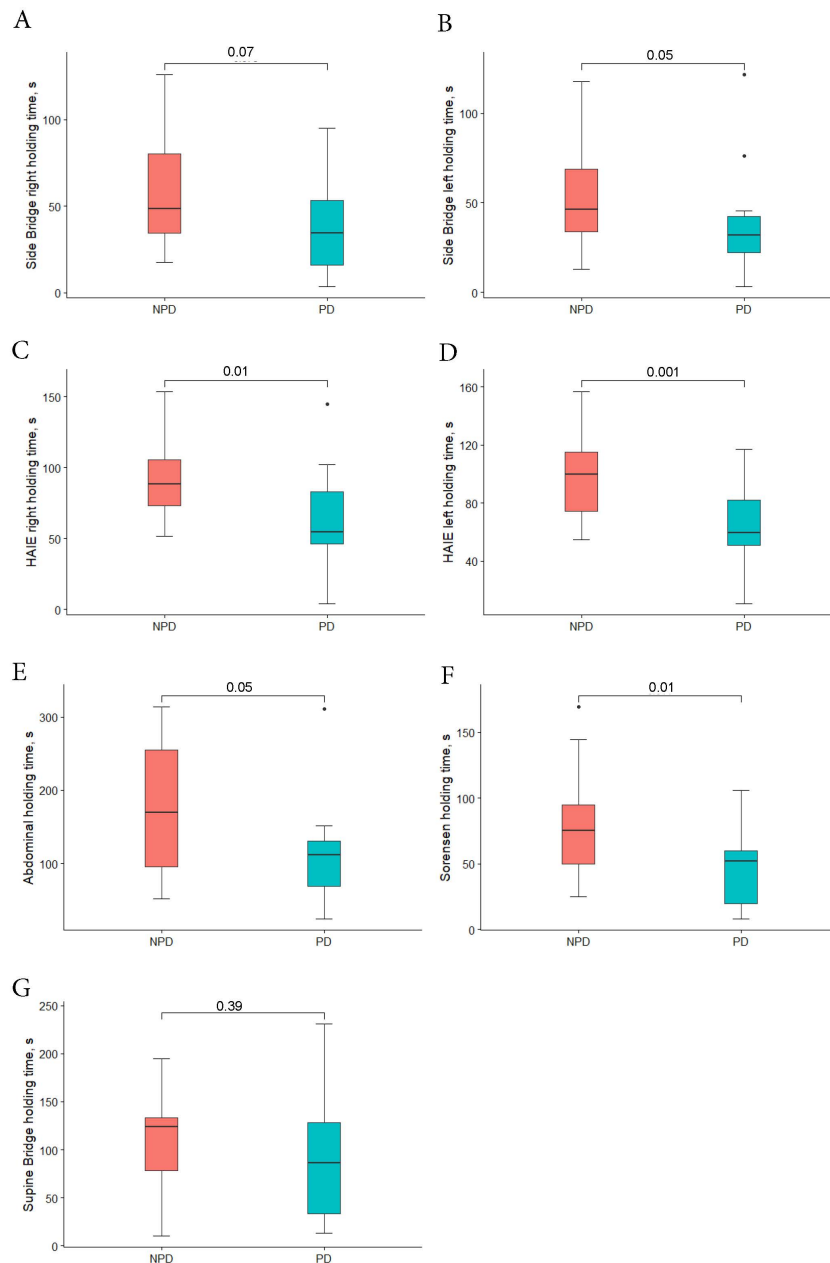 A
0.07
Side Bridge right holding time, s
100
50
0
NPD PD
B
0.05
Side Bridge left holding time, s
100
50
0
NPD PD
C
0.01
HAIE right holding time, s
150
100
50
0
NPD PD
D
0.001
HAIE left holding time, s
160
120
80
40
NPD PD
E
0.05
Abdominal holding time, s
300
200
100
NPD PD
F
0.01
Sorensen holding time, s
150
100
50
0
NPD PD
G
0.39
Supine Bridge holding time, s
250
200
150
100
50
0
NPD PD